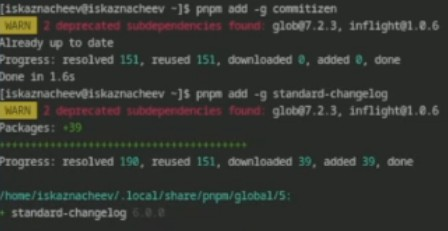 [iskaznacheev@iskaznacheev ~]$ pnpm add -g commitizen
WARN 2 deprecated subdependencies found: glob@7.2.3, inflight@1.0.6
Already up to date
Progress: resolved 151, reused 151, downloaded 0, added 0, done
Done in 1.6s
[iskaznacheev@iskaznacheev ~]$ pnpm add -g standard-changelog
WARN 2 deprecated subdependencies found: glob@7.2.3, inflight@1.0.6
Packages: +39
+++++++++++++++++++++++++++++++++++++++
Progress: resolved 190, reused 151, downloaded 39, added 39, done
/home/iskaznacheev/.local/share/pnpm/global/5:
+ standard-changelog 6.0.0